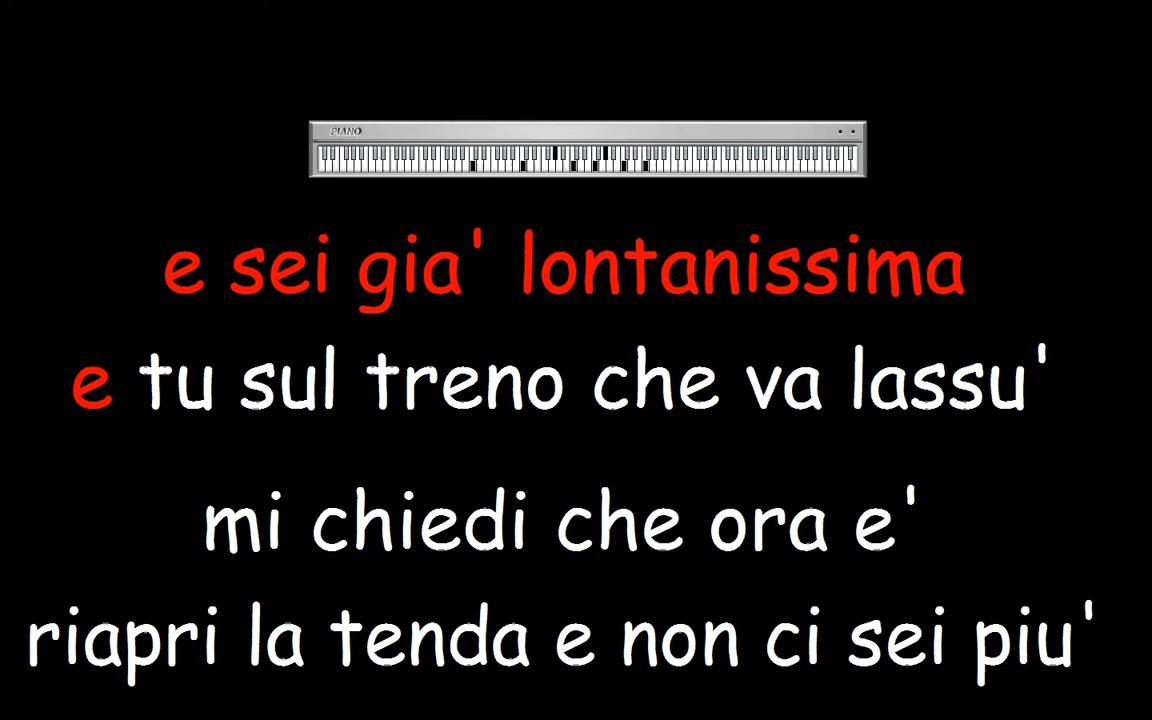 PIANO
e sei gia' lontanissima
e tu sul treno che va lassu'
mi chiedi che ora e'
riapri la tenda e non ci sei piu'